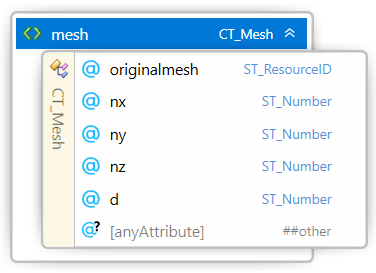 mesh CT_Mesh
CT_Mesh
@ originalmesh ST_ResourceID
@ nx ST_Number
@ ny ST_Number
@ nz ST_Number
@ d ST_Number
@? [anyAttribute] ##other